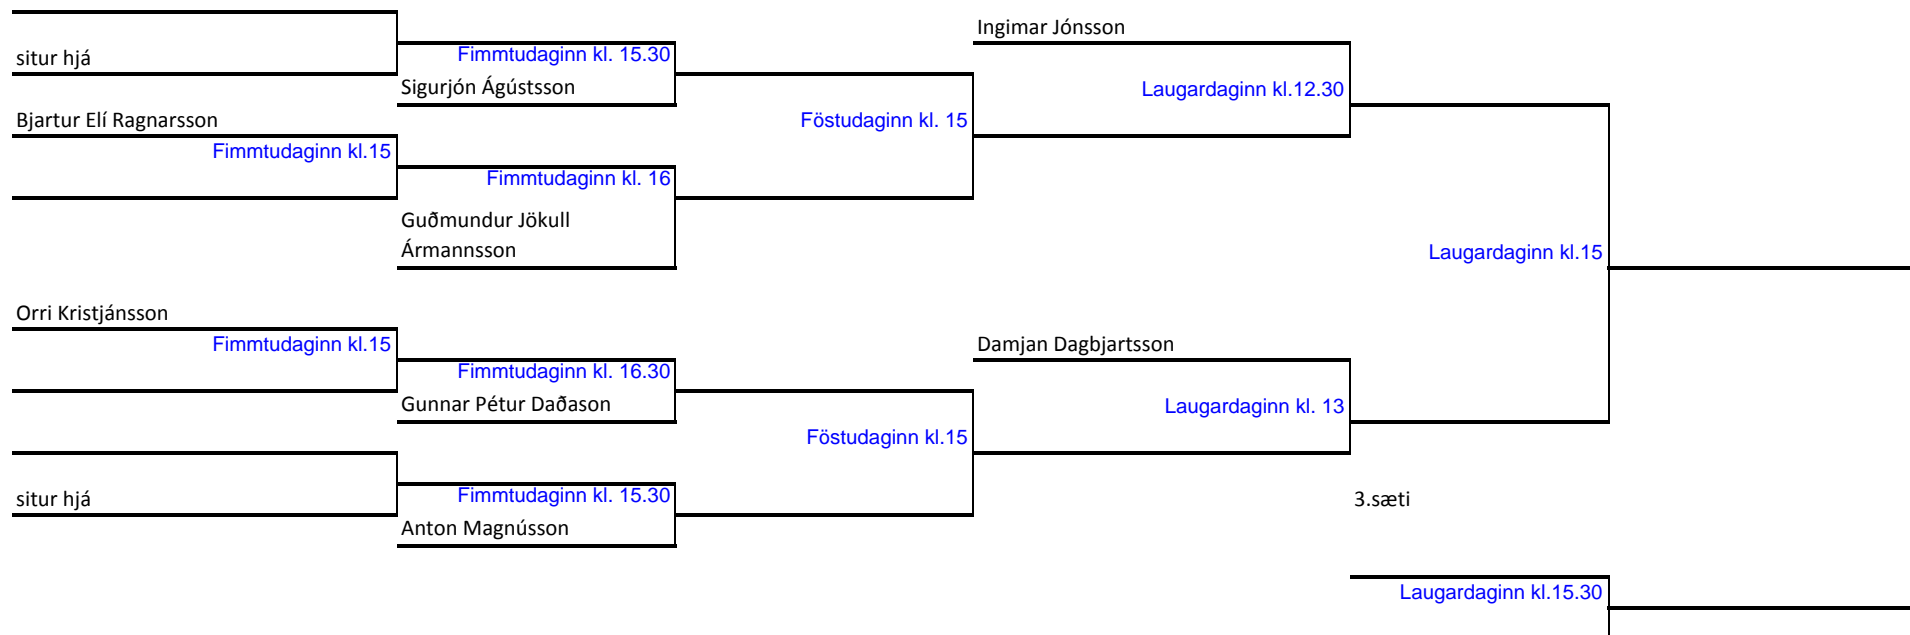 Ingimar Jónsson
situr hjá
Fimmtudaginn kl. 15.30
Sigurjón Ágústsson
Laugardaginn kl.12.30
Bjartur Elí Ragnarsson
Föstudaginn kl. 15
Fimmtudaginn kl.15
Fimmtudaginn kl. 16
Guðmundur Jökull
Ármannsson
Laugardaginn kl.15
Orri Kristjánsson
Fimmtudaginn kl.15
Damjan Dagbjartsson
Fimmtudaginn kl. 16.30
Gunnar Pétur Daðason
Laugardaginn kl. 13
Föstudaginn kl.15
situr hjá
Fimmtudaginn kl. 15.30
3.sæti
Anton Magnússon
Laugardaginn kl.15.30